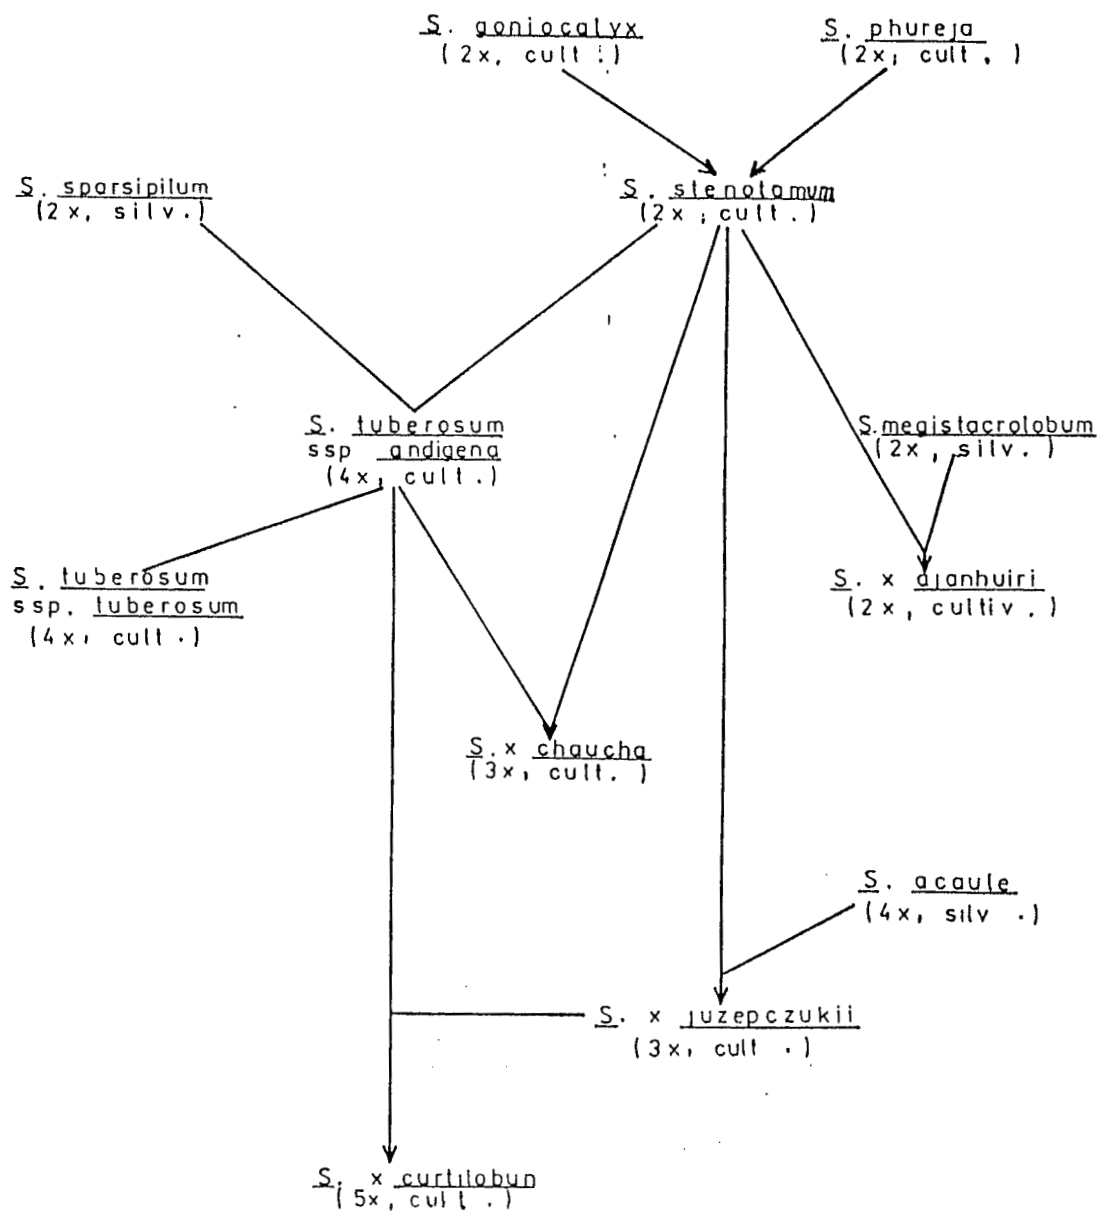 S. goniocalyx
(2x, cult.)
S. phureja
(2x, cult.)
S. sparsipilum
(2x, silv.)
S. stenotomum
(2x, cult.)
S. tuberosum
ssp andigena
(4x, cult.)
S. megistacrolobum
(2x, silv.)
S. tuberosum
ssp. tuberosum
(4x, cult.)
S. x ajanhuiri
(2x, cultiv.)
S. x chaucha
(3x, cult.)
S. acaule
(4x, silv.)
S. x juzepczukii
(3x, cult.)
S. x curtilobun
(5x, cult.)